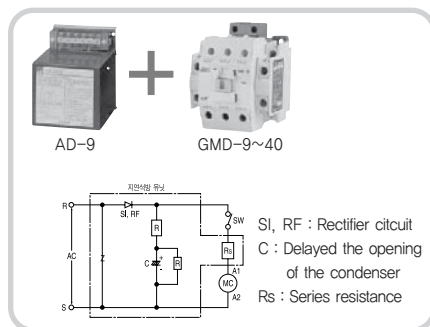 AD-9
GMD-9~40
지연석방 유닛
R
SI, RF
SW
R
AC
Z
C
+
R
Rs
A1
MC
A2
S
SI, RF : Rectifier citcuit
C : Delayed the opening
of the condenser
Rs : Series resistance